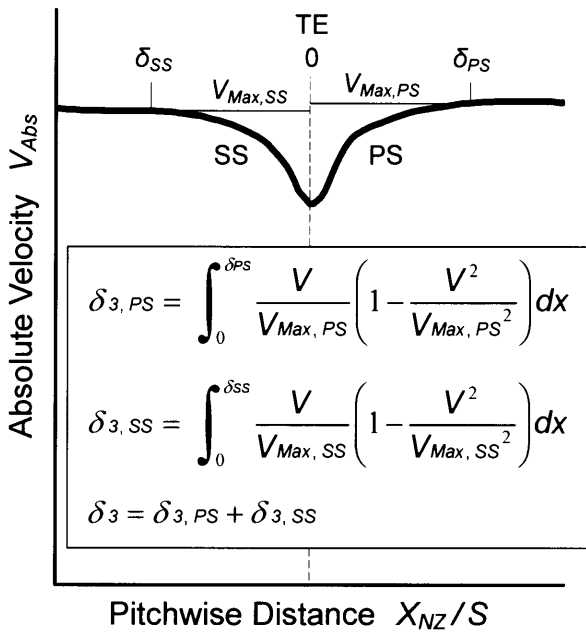 TE
δSS 0 δPS
VMax,SS VMax,PS
SS PS
Absolute Velocity VAbs
δ3,PS = ∫0^δPS V/VMax,PS (1 − V²/VMax,PS²) dx
δ3,SS = ∫0^δSS V/VMax,SS (1 − V²/VMax,SS²) dx
δ3 = δ3,PS + δ3,SS
Pitchwise Distance XNZ/S